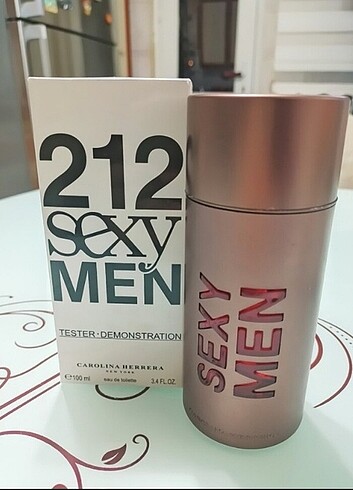 212
sexy
MEN
TESTER·DEMONSTRATION
CAROLINA HERRERA
NEW YORK
℮100 ml eau de toilette 3.4 FL.OZ.
SEXY
MEN